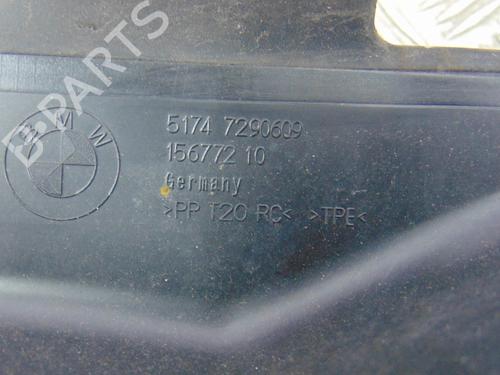 B PARTS
BMW
5174 7290609
156772 10
Germany
>PP T20 RC< >TPE<